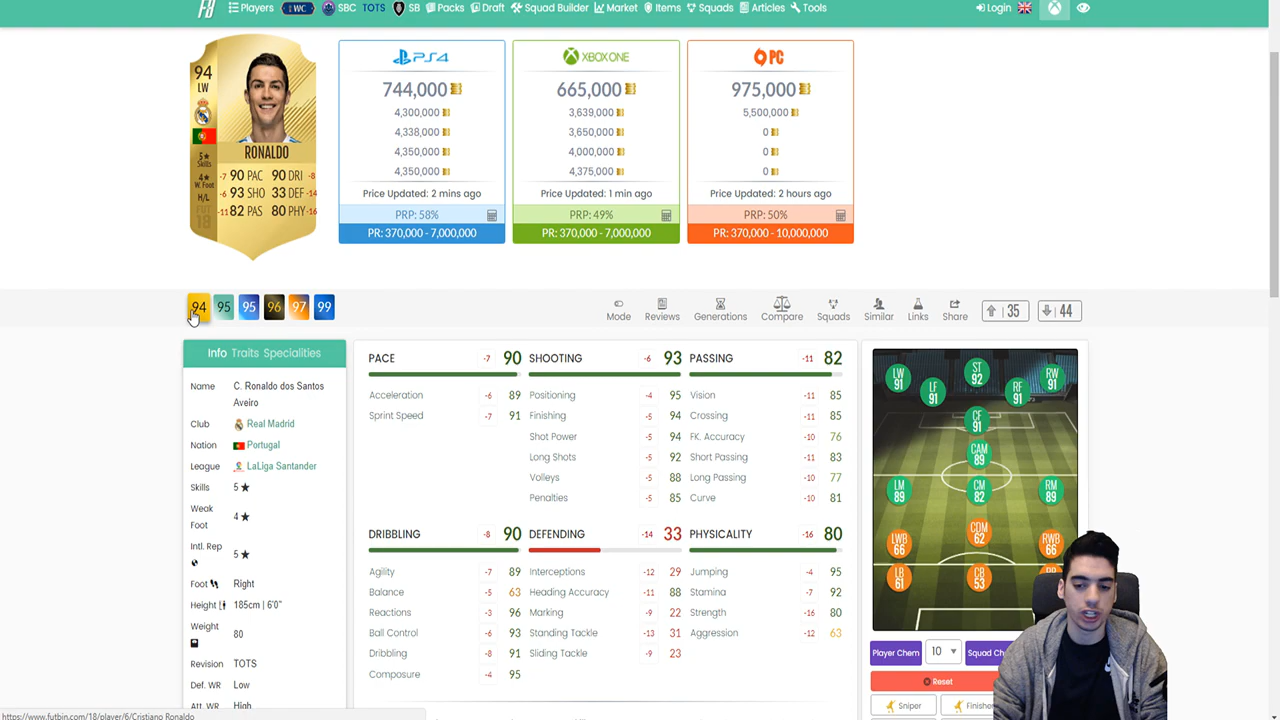 F8 Players WC SBC TOTS SB Packs Draft Squad Builder Market Items Squads Articles Tools Login
94
LW
5★ Skills
4★ W. Foot
H/L
FUT 18
RONALDO
-7 90 PAC 90 DRI -8
-6 93 SHO 33 DEF -14
-11 82 PAS 80 PHY -16
PS4
744,000
4,300,000
4,338,000
4,350,000
4,350,000
Price Updated: 2 mins ago
PRP: 58%
PR: 370,000 - 7,000,000
XBOX ONE
665,000
3,639,000
3,650,000
4,000,000
4,375,000
Price Updated: 1 min ago
PRP: 49%
PR: 370,000 - 7,000,000
PC
975,000
5,500,000
0
0
0
Price Updated: 2 hours ago
PRP: 50%
PR: 370,000 - 10,000,000
94 95 95 96 97 99
Mode Reviews Generations Compare Squads Similar Links Share 35 44
Info Traits Specialities
Name C. Ronaldo dos Santos Aveiro
Club Real Madrid
Nation Portugal
League LaLiga Santander
Skills 5★
Weak Foot 4★
Intl. Rep 5★
Foot Right
Height 185cm | 6'0"
Weight 80
Revision TOTS
Def. WR Low
Att. WR High
PACE -7 90
Acceleration -6 89
Sprint Speed -7 91
SHOOTING -6 93
Positioning -4 95
Finishing -5 94
Shot Power -5 94
Long Shots -5 92
Volleys -5 88
Penalties -5 85
PASSING -11 82
Vision -11 85
Crossing -11 85
FK. Accuracy -10 76
Short Passing -11 83
Long Passing -10 77
Curve -10 81
DRIBBLING -8 90
Agility -7 89
Balance -5 63
Reactions -3 96
Ball Control -6 93
Dribbling -8 91
Composure -4 95
DEFENDING -14 33
Interceptions -12 29
Heading Accuracy -11 88
Marking -9 22
Standing Tackle -13 31
Sliding Tackle -9 23
PHYSICALITY -16 80
Jumping -4 95
Stamina -7 92
Strength -16 80
Aggression -12 63
LW 91
LF 91
ST 92
RF 91
RW 91
CF 91
CAM 89
LM 89
CM 82
RM 89
LWB 66
CDM 62
RWB 66
LB 61
CB 53
Player Chem 10 Squad Ch
Reset
Sniper Finisher
https://www.futbin.com/18/player/6/Cristiano Ronaldo